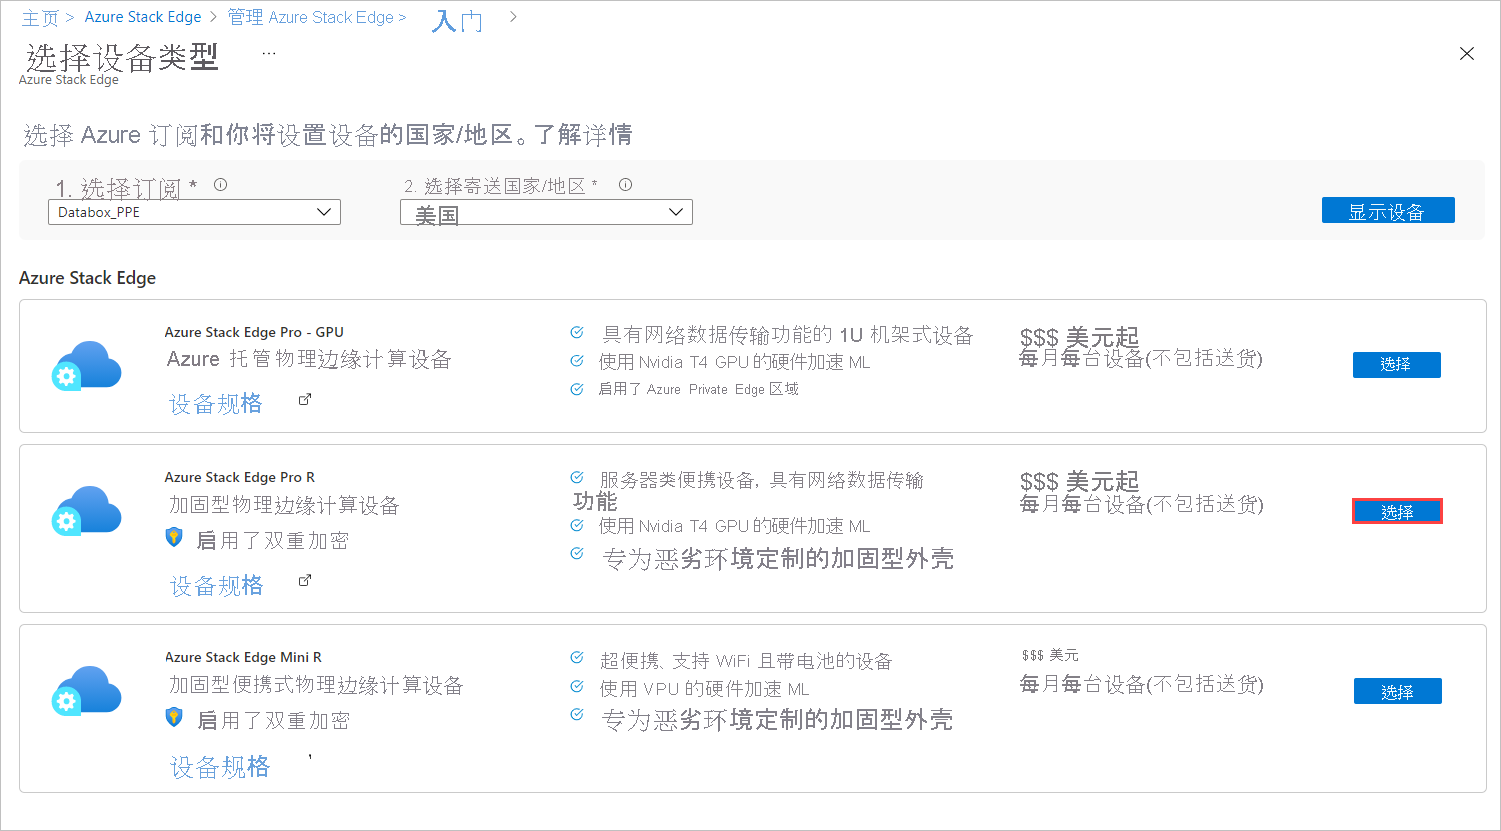 主页 > Azure Stack Edge > 管理 Azure Stack Edge > 入门 >
选择设备类型 ...
Azure Stack Edge
选择 Azure 订阅和你将设置设备的国家/地区。了解详情
1. 选择订阅 *
2. 选择寄送国家/地区 *
Databox_PPE
美国
显示设备
Azure Stack Edge
Azure Stack Edge Pro - GPU
Azure 托管物理边缘计算设备
设备规格
具有网络数据传输功能的 1U 机架式设备
使用 Nvidia T4 GPU 的硬件加速 ML
启用了 Azure Private Edge 区域
$$$ 美元起
每月每台设备(不包括送货)
选择
Azure Stack Edge Pro R
加固型物理边缘计算设备
启用了双重加密
设备规格
服务器类便携设备, 具有网络数据传输
功能
使用 Nvidia T4 GPU 的硬件加速 ML
专为恶劣环境定制的加固型外壳
$$$ 美元起
每月每台设备(不包括送货)
选择
Azure Stack Edge Mini R
加固型便携式物理边缘计算设备
启用了双重加密
设备规格
超便携、支持 WiFi 且带电池的设备
使用 VPU 的硬件加速 ML
专为恶劣环境定制的加固型外壳
$$$ 美元
每月每台设备(不包括送货)
选择